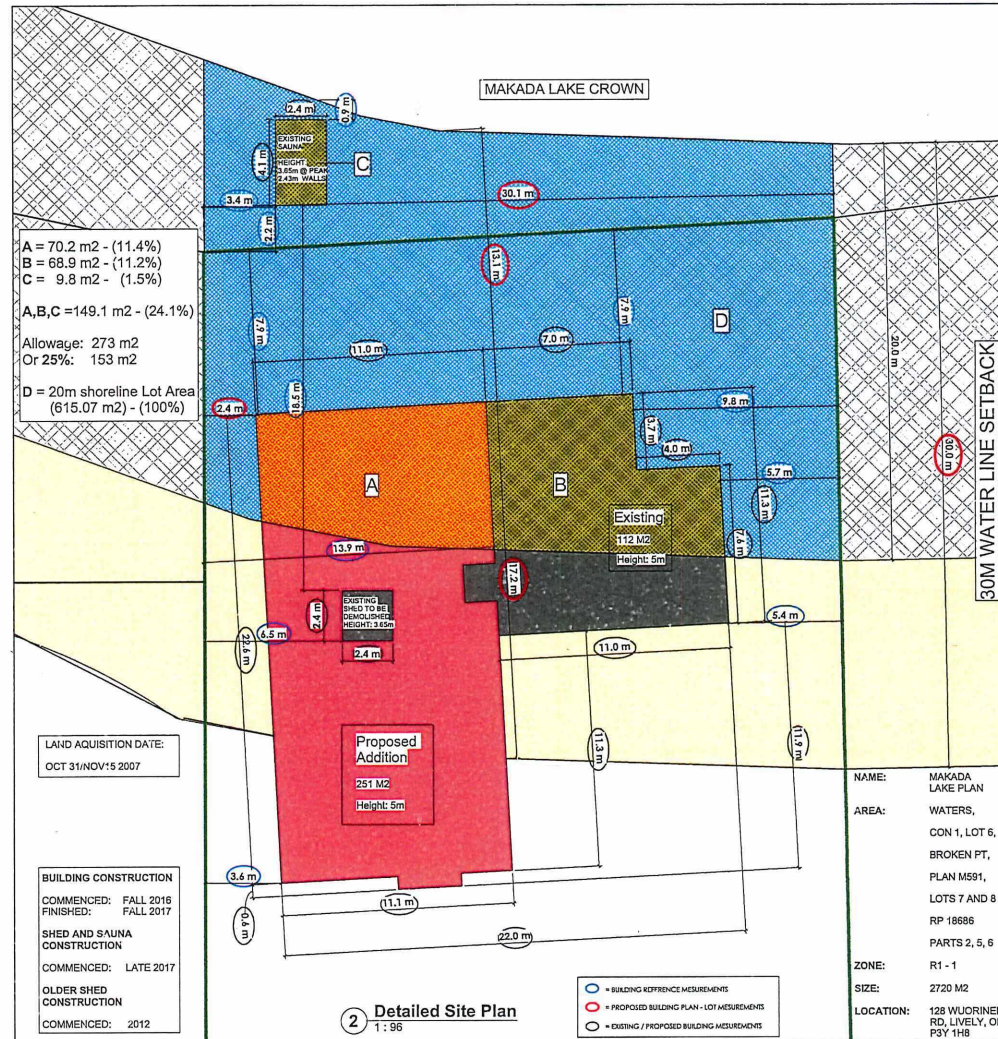 MAKADA LAKE CROWN
2.4 m
0.9 m
EXISTING
SAUNA
HEIGHT
3.65m @ PEAK
2.43m WALLS
4.1 m
C
3.4 m
30.1 m
2.2 m
A = 70.2 m2 - (11.4%)
B = 68.9 m2 - (11.2%)
C = 9.8 m2 - (1.5%)
A,B,C =149.1 m2 - (24.1%)
Allowage: 273 m2
Or 25%: 153 m2
D = 20m shoreline Lot Area
(615.07 m2) - (100%)
13.1 m
7.9 m
7.9 m
D
11.0 m
7.0 m
20.0 m
18.5 m
2.4 m
9.8 m
3.7 m
4.0 m
30.0 m
30M WATER LINE SETBACK
A
B
5.7 m
11.3 m
Existing
112 M2
Height: 5m
7.6 m
13.9 m
17.2 m
EXISTING
SHED TO BE
DEMOLISHED
HEIGHT: 3.65m
2.4 m
2.4 m
6.5 m
22.6 m
5.4 m
11.0 m
LAND AQUISITION DATE:
OCT 31/NOV15 2007
Proposed
Addition
251 M2
Height: 5m
11.3 m
11.9 m
3.6 m
0.6 m
11.1 m
22.0 m
BUILDING CONSTRUCTION
COMMENCED: FALL 2016
FINISHED: FALL 2017
SHED AND SAUNA
CONSTRUCTION
COMMENCED: LATE 2017
OLDER SHED
CONSTRUCTION
COMMENCED: 2012
2 Detailed Site Plan
1 : 96
= BUILDING REFRRENCE MESUREMENTS
= PROPOSED BUILDING PLAN - LOT MESUREMENTS
= EXISTING / PROPOSED BUILDING MESUREMENTS
NAME: MAKADA
LAKE PLAN
AREA: WATERS,
CON 1, LOT 6,
BROKEN PT,
PLAN M591,
LOTS 7 AND 8
RP 18686
PARTS 2, 5, 6
ZONE: R1 - 1
SIZE: 2720 M2
LOCATION: 128 WUORINEN
RD, LIVELY, ON
P3Y 1H8